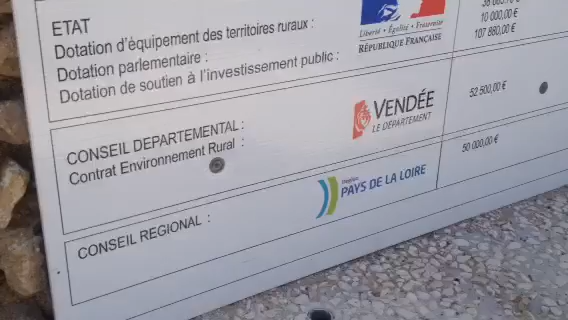 ETAT
Dotation d'équipement des territoires ruraux :
Dotation parlementaire : 10 000,00 €
Dotation de soutien à l'investissement public : 107 880,00 €
Liberté • Égalité • Fraternité
RÉPUBLIQUE FRANÇAISE
CONSEIL DEPARTEMENTAL :
Contrat Environnement Rural :
VENDÉE
LE DÉPARTEMENT
52 500,00 €
CONSEIL REGIONAL :
PAYS DE LA LOIRE
50 000,00 €